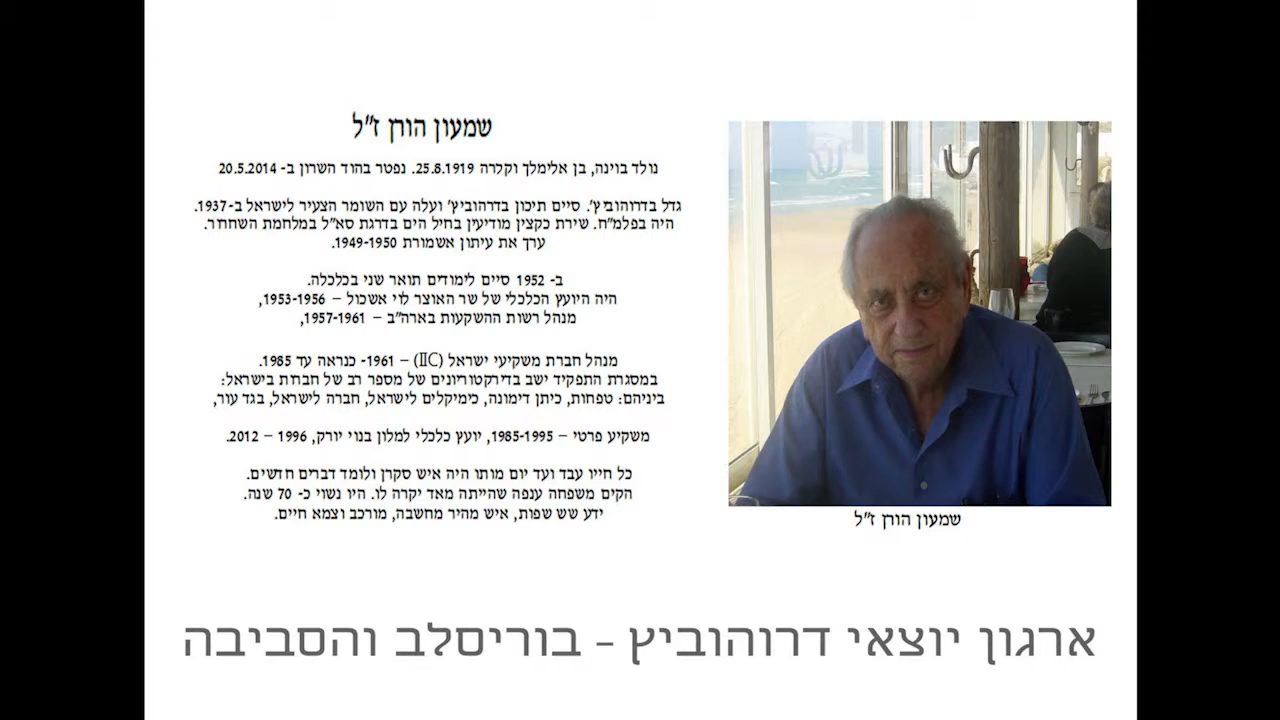 שמעון הורן ז"ל
נולד בוינה, בן אלימלך וקלרה 25.8.1919. נפטר בהוד השרון ב- 20.5.2014
גדל בדרוהוביץ'. סיים תיכון בדרהוביץ' ועלה עם השומר הצעיר לישראל ב-1937.
היה בפלמ"ח. שירת כקצין מודיעין בחיל הים בדרגת סא"ל במלחמת השחרור.
ערך את עיתון אשמורת 1949-1950.
ב- 1952 סיים לימודים תואר שני בכלכלה.
היה היועץ הכלכלי של שר האוצר לוי אשכול – 1953-1956,
מנהל רשות ההשקעות בארה"ב – 1957-1961,
מנהל חברת משקיעי ישראל (IIC) – 1961- כנראה עד 1985.
במסגרת התפקיד ישב בדירקטוריונים של מספר רב של חברות בישראל:
ביניהם: טפחות, כיתן דימונה, כימיקלים לישראל, חברה לישראל, בגד עור,
משקיע פרטי – 1985-1995, יועץ כלכלי למלון בנוי יורק, 1996 – 2012.
כל חייו עבד ועד יום מותו היה איש סקרן ולומד דברים חדשים.
הקים משפחה ענפה שהייתה מאד יקרה לו. היו נשוי כ- 70 שנה.
ידע שש שפות, איש מהיר מחשבה, מורכב וצמא חיים.
שמעון הורן ז"ל
ארגון יוצאי דרוהוביץ - בוריסלב והסביבה